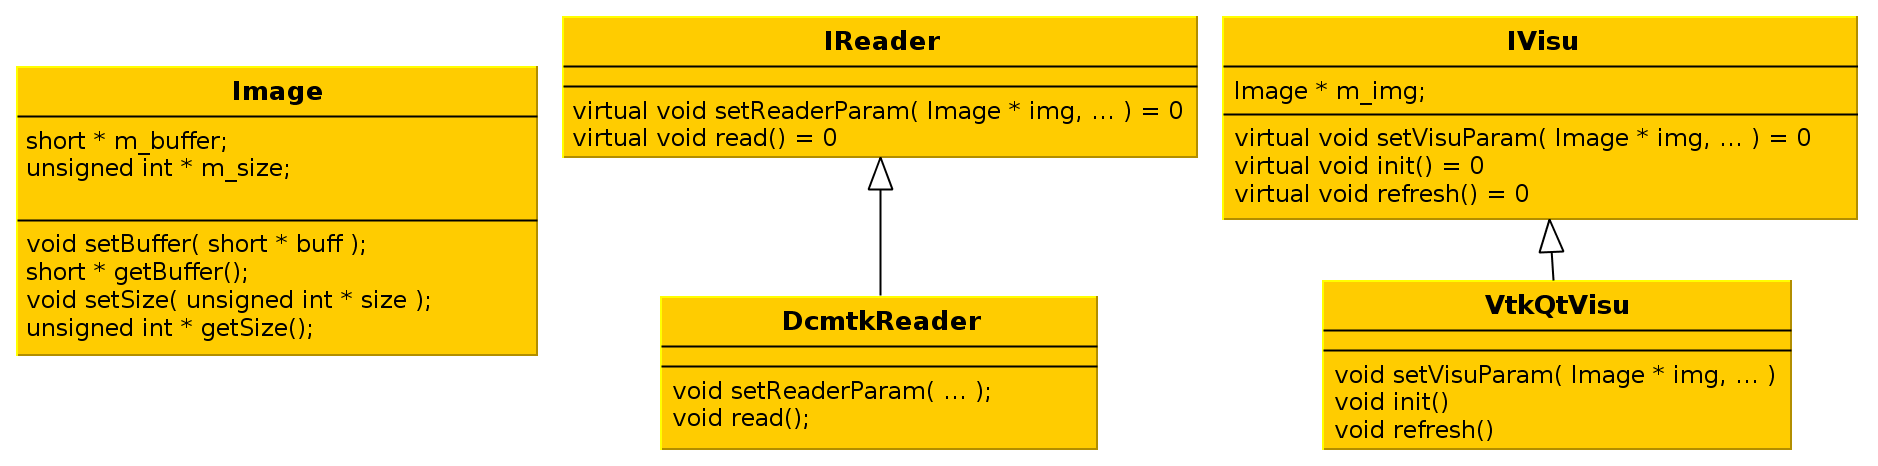 Image
short * m_buffer;
unsigned int * m_size;
void setBuffer( short * buff );
short * getBuffer();
void setSize( unsigned int * size );
unsigned int * getSize();
IReader
virtual void setReaderParam( Image * img, ... ) = 0
virtual void read() = 0
DcmtkReader
void setReaderParam( ... );
void read();
IVisu
Image * m_img;
virtual void setVisuParam( Image * img, ... ) = 0
virtual void init() = 0
virtual void refresh() = 0
VtkQtVisu
void setVisuParam( Image * img, ... )
void init()
void refresh()